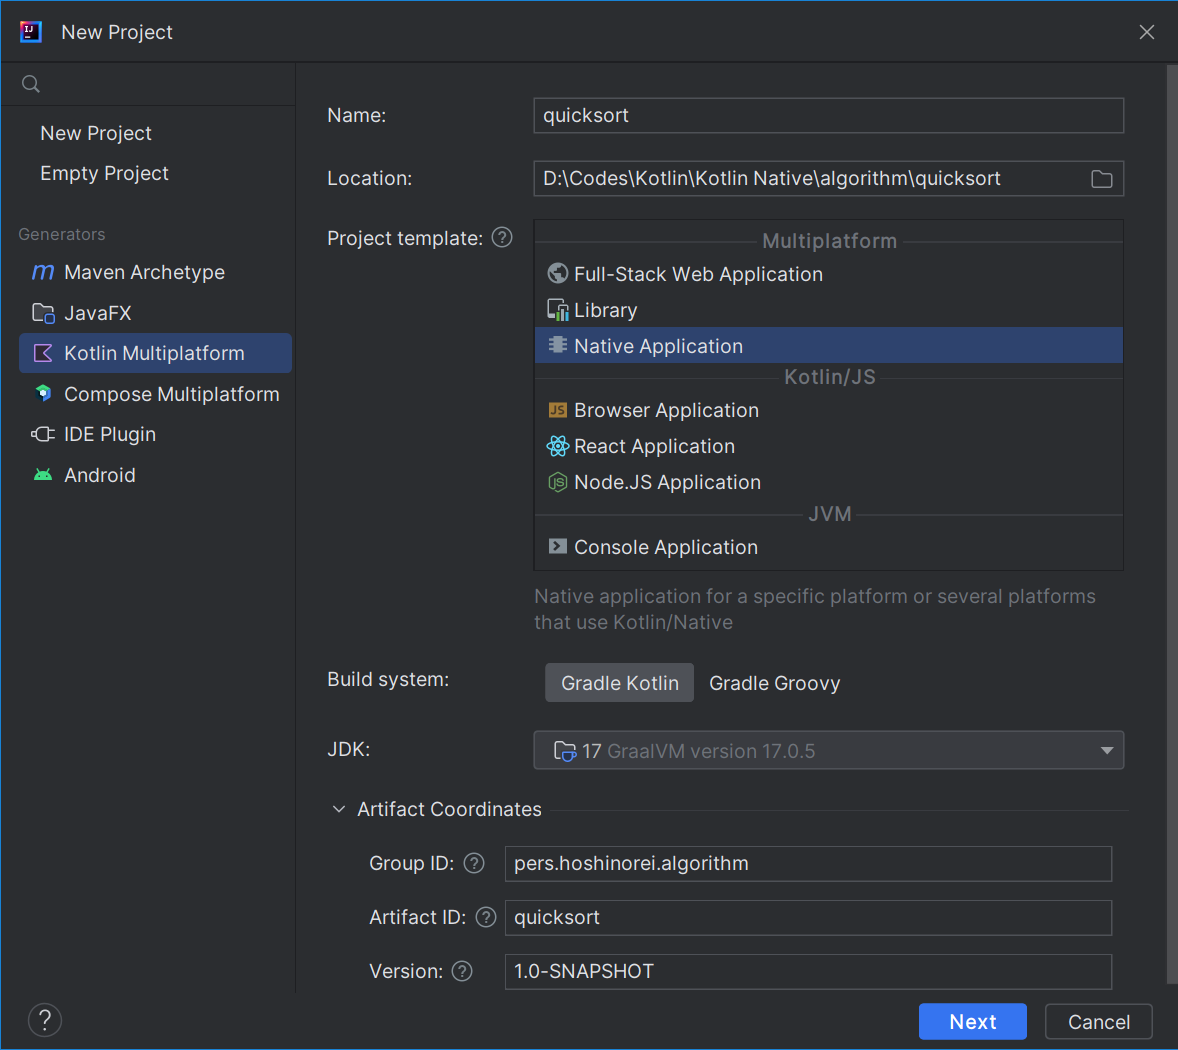 New Project
New Project
Empty Project
Generators
Maven Archetype
JavaFX
Kotlin Multiplatform
Compose Multiplatform
IDE Plugin
Android
Name:
quicksort
Location:
D:\Codes\Kotlin\Kotlin Native\algorithm\quicksort
Project template: ?
Multiplatform
Full-Stack Web Application
Library
Native Application
Kotlin/JS
JS Browser Application
React Application
JS Node.JS Application
JVM
Console Application
Native application for a specific platform or several platforms
that use Kotlin/Native
Build system:
Gradle Kotlin Gradle Groovy
JDK:
17 GraalVM version 17.0.5
Artifact Coordinates
Group ID: ? pers.hoshinorei.algorithm
Artifact ID: ? quicksort
Version: ? 1.0-SNAPSHOT
?
Next
Cancel